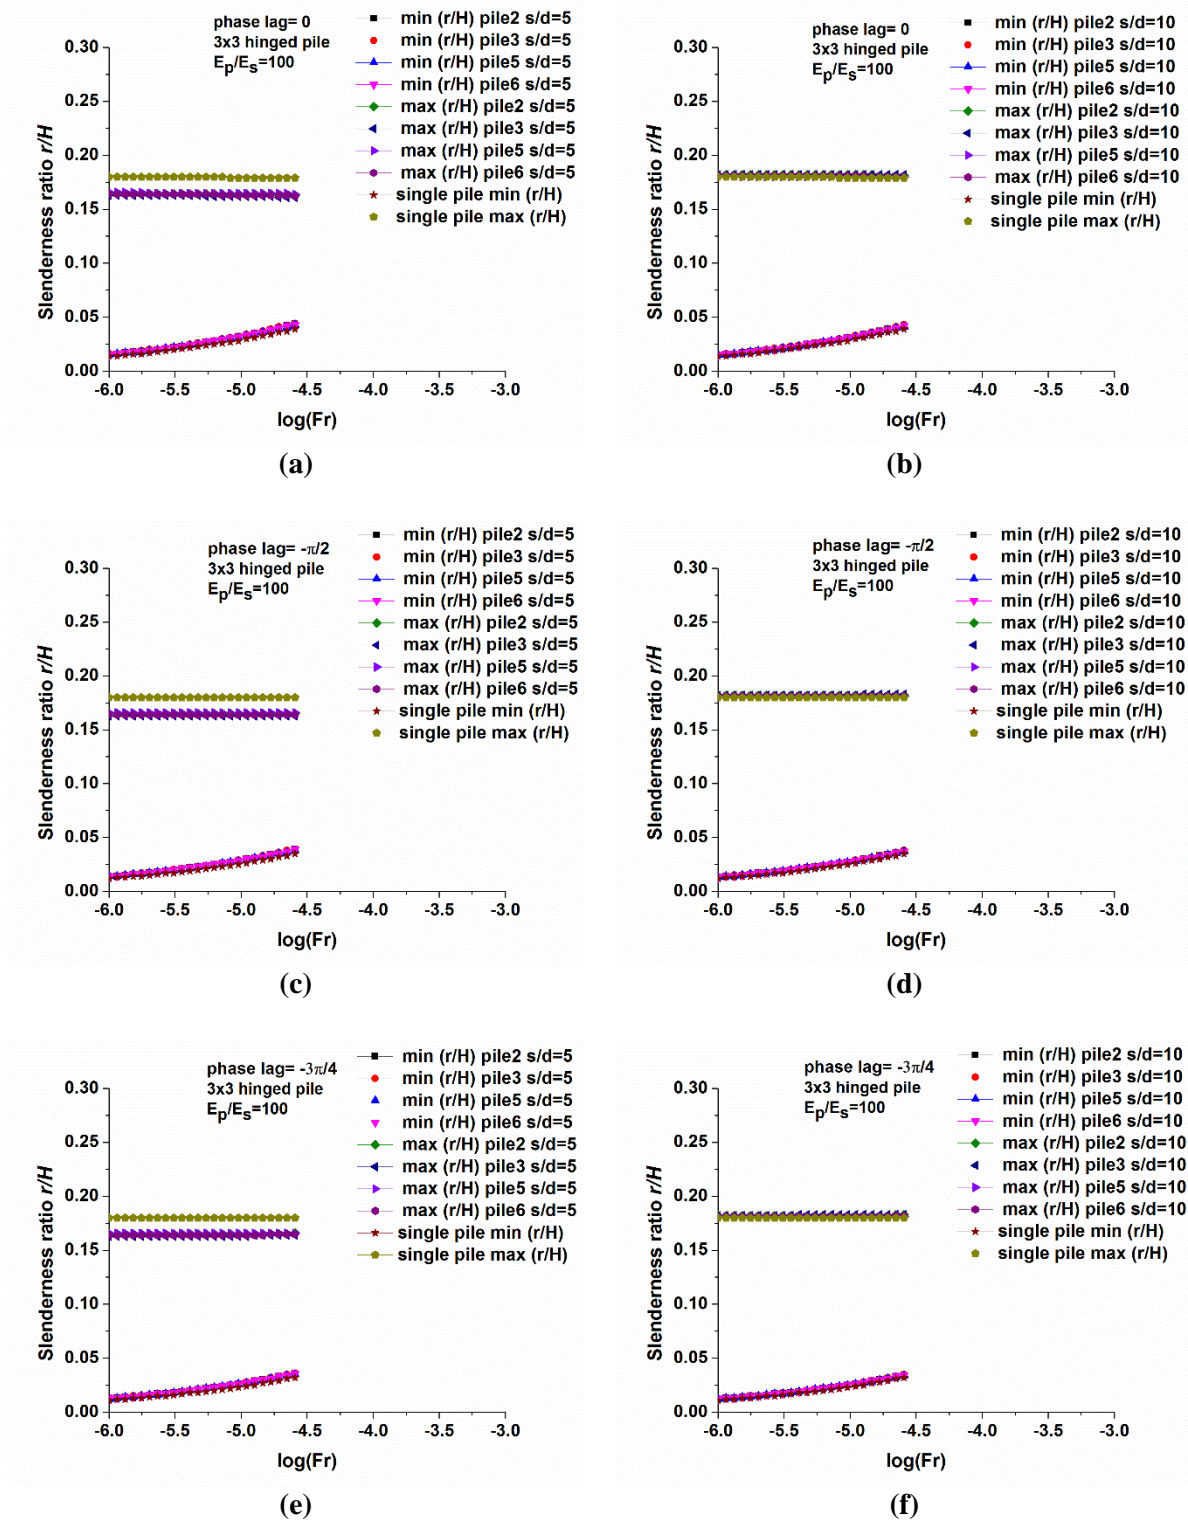 phase lag= 0
3x3 hinged pile
Ep/Es=100
min (r/H) pile2 s/d=5
min (r/H) pile3 s/d=5
min (r/H) pile5 s/d=5
min (r/H) pile6 s/d=5
max (r/H) pile2 s/d=5
max (r/H) pile3 s/d=5
max (r/H) pile5 s/d=5
max (r/H) pile6 s/d=5
single pile min (r/H)
single pile max (r/H)
Slenderness ratio r/H
0.30
0.25
0.20
0.15
0.10
0.05
0.00
-6.0 -5.5 -5.0 -4.5 -4.0 -3.5 -3.0
log(Fr)
(a)
phase lag= 0
3x3 hinged pile
Ep/Es=100
min (r/H) pile2 s/d=10
min (r/H) pile3 s/d=10
min (r/H) pile5 s/d=10
min (r/H) pile6 s/d=10
max (r/H) pile2 s/d=10
max (r/H) pile3 s/d=10
max (r/H) pile5 s/d=10
max (r/H) pile6 s/d=10
single pile min (r/H)
single pile max (r/H)
Slenderness ratio r/H
0.30
0.25
0.20
0.15
0.10
0.05
0.00
-6.0 -5.5 -5.0 -4.5 -4.0 -3.5 -3.0
log(Fr)
(b)
phase lag= -π/2
3x3 hinged pile
Ep/Es=100
min (r/H) pile2 s/d=5
min (r/H) pile3 s/d=5
min (r/H) pile5 s/d=5
min (r/H) pile6 s/d=5
max (r/H) pile2 s/d=5
max (r/H) pile3 s/d=5
max (r/H) pile5 s/d=5
max (r/H) pile6 s/d=5
single pile min (r/H)
single pile max (r/H)
Slenderness ratio r/H
0.30
0.25
0.20
0.15
0.10
0.05
0.00
-6.0 -5.5 -5.0 -4.5 -4.0 -3.5 -3.0
log(Fr)
(c)
phase lag= -π/2
3x3 hinged pile
Ep/Es=100
min (r/H) pile2 s/d=10
min (r/H) pile3 s/d=10
min (r/H) pile5 s/d=10
min (r/H) pile6 s/d=10
max (r/H) pile2 s/d=10
max (r/H) pile3 s/d=10
max (r/H) pile5 s/d=10
max (r/H) pile6 s/d=10
single pile min (r/H)
single pile max (r/H)
Slenderness ratio r/H
0.30
0.25
0.20
0.15
0.10
0.05
0.00
-6.0 -5.5 -5.0 -4.5 -4.0 -3.5 -3.0
log(Fr)
(d)
phase lag= -3π/4
3x3 hinged pile
Ep/Es=100
min (r/H) pile2 s/d=5
min (r/H) pile3 s/d=5
min (r/H) pile5 s/d=5
min (r/H) pile6 s/d=5
max (r/H) pile2 s/d=5
max (r/H) pile3 s/d=5
max (r/H) pile5 s/d=5
max (r/H) pile6 s/d=5
single pile min (r/H)
single pile max (r/H)
Slenderness ratio r/H
0.30
0.25
0.20
0.15
0.10
0.05
0.00
-6.0 -5.5 -5.0 -4.5 -4.0 -3.5 -3.0
log(Fr)
(e)
phase lag= -3π/4
3x3 hinged pile
Ep/Es=100
min (r/H) pile2 s/d=10
min (r/H) pile3 s/d=10
min (r/H) pile5 s/d=10
min (r/H) pile6 s/d=10
max (r/H) pile2 s/d=10
max (r/H) pile3 s/d=10
max (r/H) pile5 s/d=10
max (r/H) pile6 s/d=10
single pile min (r/H)
single pile max (r/H)
Slenderness ratio r/H
0.30
0.25
0.20
0.15
0.10
0.05
0.00
-6.0 -5.5 -5.0 -4.5 -4.0 -3.5 -3.0
log(Fr)
(f)